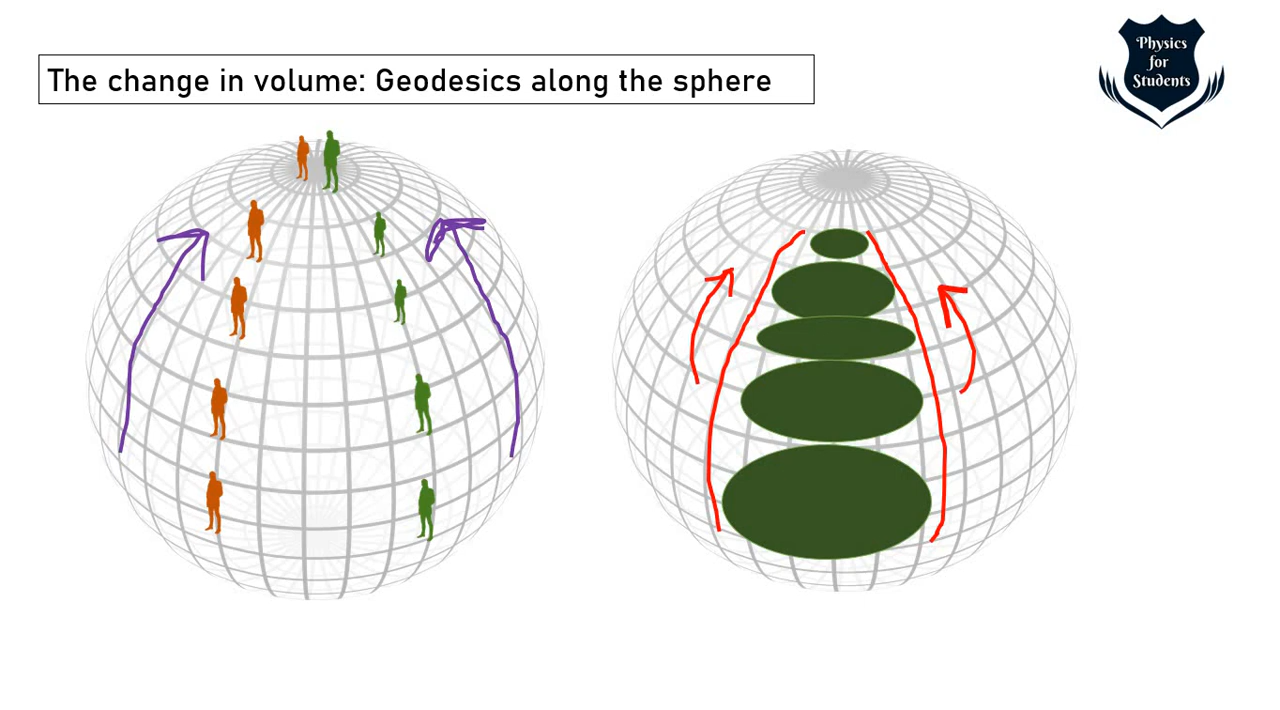 The change in volume: Geodesics along the sphere
Physics
for
Students